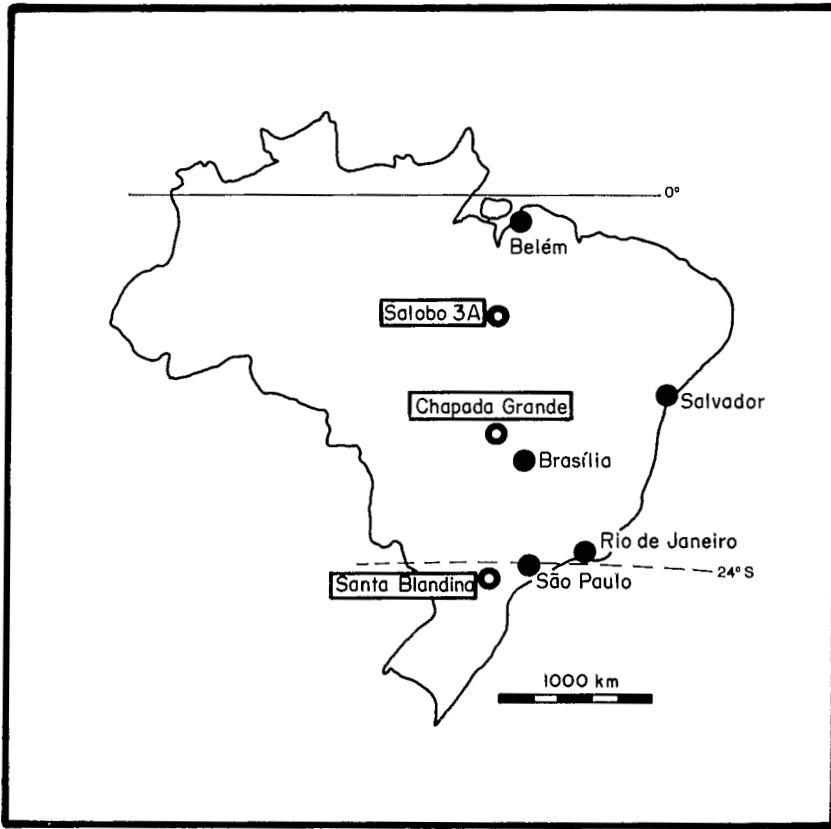 0°
Belém
Salobo 3A
Chapada Grande
Salvador
Brasília
Rio de Janeiro
24° S
Santa Blandina
São Paulo
1000 km